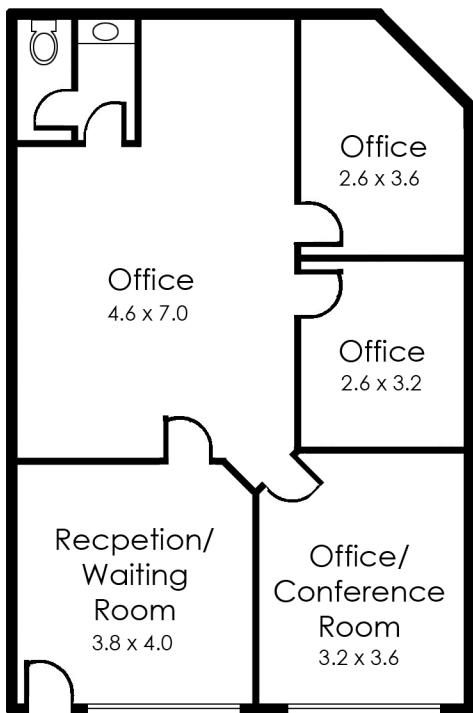 Office
2.6 x 3.6
Office
4.6 x 7.0
Office
2.6 x 3.2
Recpetion/
Waiting
Room
3.8 x 4.0
Office/
Conference
Room
3.2 x 3.6